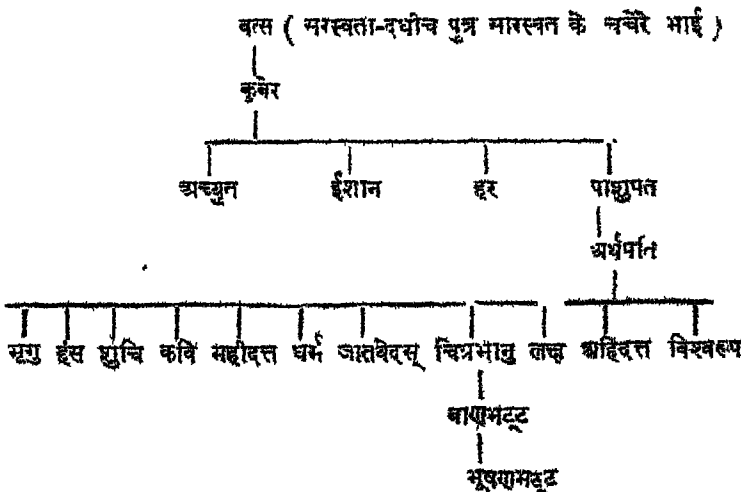 वत्स ( सरस्वता-दधीच पुत्र सारस्वत के चचेरे भाई )
कुबेर
अच्युत ईशान हर पाशुपत
अर्थपति
भृगु हंस शुचि कवि महीदत्त धर्म जातवेदस् चित्रभानु लक्ष अहिदत्त विश्वरूप
बाणभट्ट
भूषणभट्ट